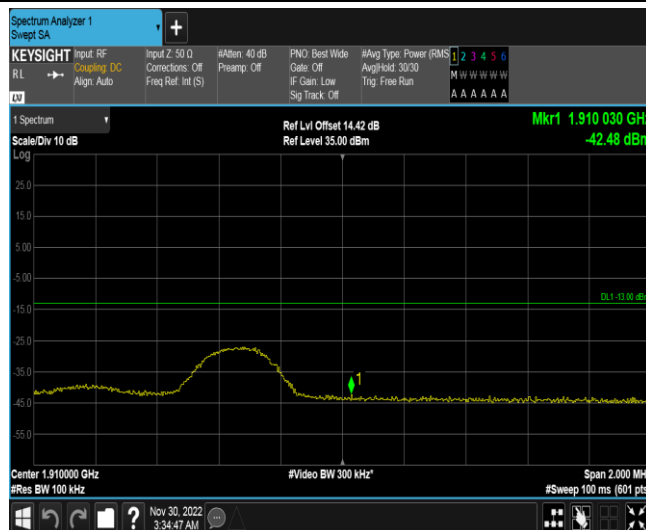 Spectrum Analyzer 1
Swept SA
KEYSIGHT
RL
LXI
Input: RF
Coupling: DC
Align: Auto
Input Z: 50 Ω
Corrections: Off
Freq Ref: Int (S)
#Atten: 40 dB
Preamp: Off
PNO: Best Wide
Gate: Off
IF Gain: Low
Sig Track: Off
#Avg Type: Power (RMS
Avg|Hold: 30/30
Trig: Free Run
1 2 3 4 5 6
M W W W W W
A A A A A A
1 Spectrum
Scale/Div 10 dB
Log
Ref Lvl Offset 14.42 dB
Ref Level 35.00 dBm
Mkr1 1.910 030 GHz
-42.48 dBm
25.0
15.0
5.00
-5.00
DL1 -13.00 dBm
-15.0
-25.0
-35.0
1
-45.0
-55.0
Center 1.910000 GHz
#Res BW 100 kHz
#Video BW 300 kHz*
Span 2.000 MH
#Sweep 100 ms (601 pts
?
Nov 30, 2022
3:34:47 AM